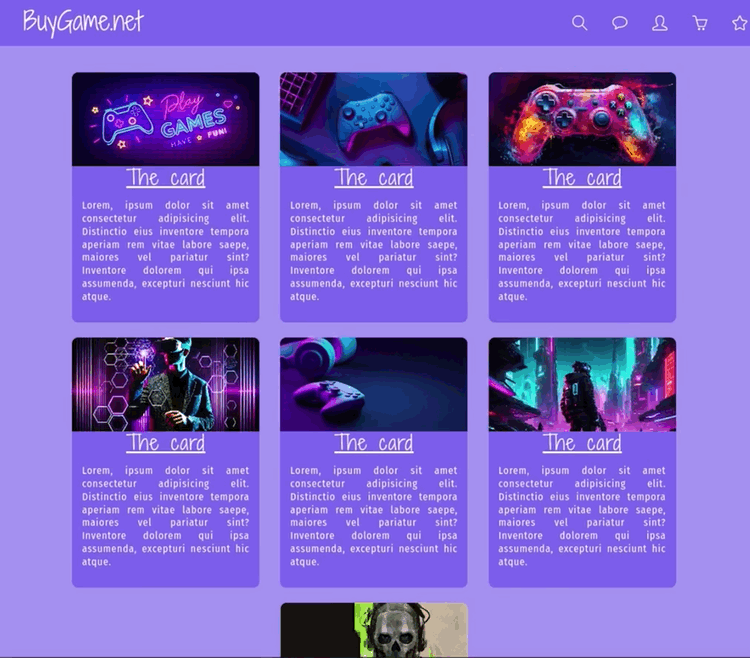 BuyGame.net
Play
GAMES
HAVE FUN!
The card
Lorem, ipsum dolor sit amet
consectetur adipisicing elit.
Distinctio eius inventore tempora
aperiam rem vitae labore saepe,
maiores vel pariatur sint?
Inventore dolorem qui ipsa
assumenda, excepturi nesciunt hic
atque.
The card
Lorem, ipsum dolor sit amet
consectetur adipisicing elit.
Distinctio eius inventore tempora
aperiam rem vitae labore saepe,
maiores vel pariatur sint?
Inventore dolorem qui ipsa
assumenda, excepturi nesciunt hic
atque.
The card
Lorem, ipsum dolor sit amet
consectetur adipisicing elit.
Distinctio eius inventore tempora
aperiam rem vitae labore saepe,
maiores vel pariatur sint?
Inventore dolorem qui ipsa
assumenda, excepturi nesciunt hic
atque.
The card
Lorem, ipsum dolor sit amet
consectetur adipisicing elit.
Distinctio eius inventore tempora
aperiam rem vitae labore saepe,
maiores vel pariatur sint?
Inventore dolorem qui ipsa
assumenda, excepturi nesciunt hic
atque.
The card
Lorem, ipsum dolor sit amet
consectetur adipisicing elit.
Distinctio eius inventore tempora
aperiam rem vitae labore saepe,
maiores vel pariatur sint?
Inventore dolorem qui ipsa
assumenda, excepturi nesciunt hic
atque.
The card
Lorem, ipsum dolor sit amet
consectetur adipisicing elit.
Distinctio eius inventore tempora
aperiam rem vitae labore saepe,
maiores vel pariatur sint?
Inventore dolorem qui ipsa
assumenda, excepturi nesciunt hic
atque.